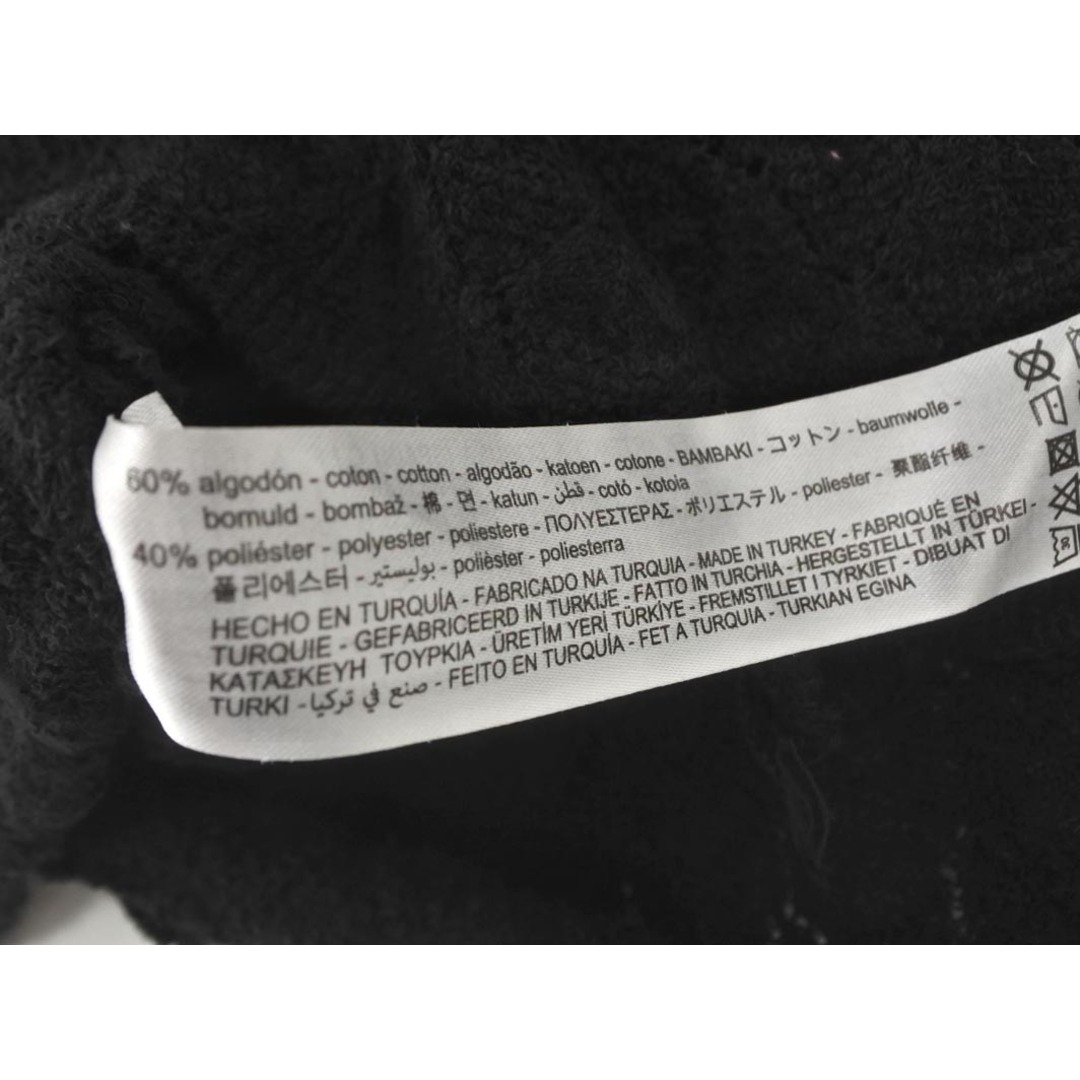 60% algodón - coton - cotton - algodão - katoen - cotone - BAMBAKI - コットン - baumwolle -
bomuld - bombaž - 棉 - 면 - katun - قطن - cotó - kotoia
40% poliéster - polyester - poliestere - ΠΟΛΥΕΣΤΕΡΑΣ - ポリエステル - poliester - 聚酯纤维 -
폴리에스터 - بوليستير - polièster - poliesterra
HECHO EN TURQUÍA - FABRICADO NA TURQUIA - MADE IN TURKEY - FABRIQUÉ EN
TURQUIE - GEFABRICEERD IN TURKIJE - FATTO IN TURCHIA - HERGESTELLT IN TÜRKEI -
ΚΑΤΑΣΚΕΥΗ ΤΟΥΡΚΙΑ - ÜRETİM YERİ TÜRKİYE - FREMSTILLET I TYRKIET - DIBUAT DI
TURKI - صنع في تركيا - FEITO EN TURQUÍA - FET A TURQUIA - TURKIAN EGINA